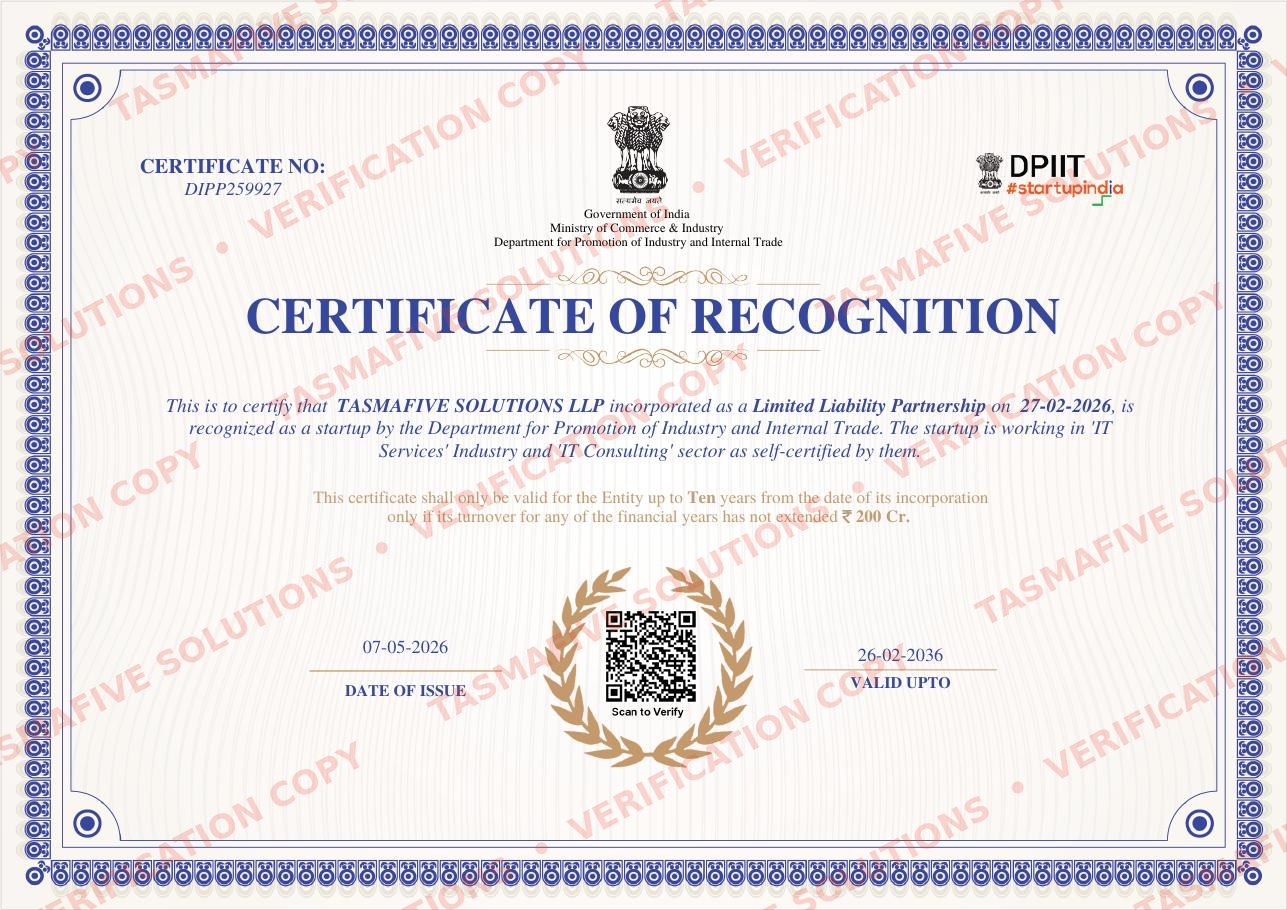 CERTIFICATE NO:
DIPP259927
सत्यमेव जयते
Government of India
Ministry of Commerce & Industry
Department for Promotion of Industry and Internal Trade
DPIIT
#startupindia
CERTIFICATE OF RECOGNITION
This is to certify that TASMAFIVE SOLUTIONS LLP incorporated as a Limited Liability Partnership on 27-02-2026, is
recognized as a startup by the Department for Promotion of Industry and Internal Trade. The startup is working in 'IT
Services' Industry and 'IT Consulting' sector as self-certified by them.
This certificate shall only be valid for the Entity up to Ten years from the date of its incorporation
only if its turnover for any of the financial years has not extended ₹ 200 Cr.
07-05-2026
DATE OF ISSUE
Scan to Verify
26-02-2036
VALID UPTO
TASMAFIVE SOLUTIONS • VERIFICATION COPY